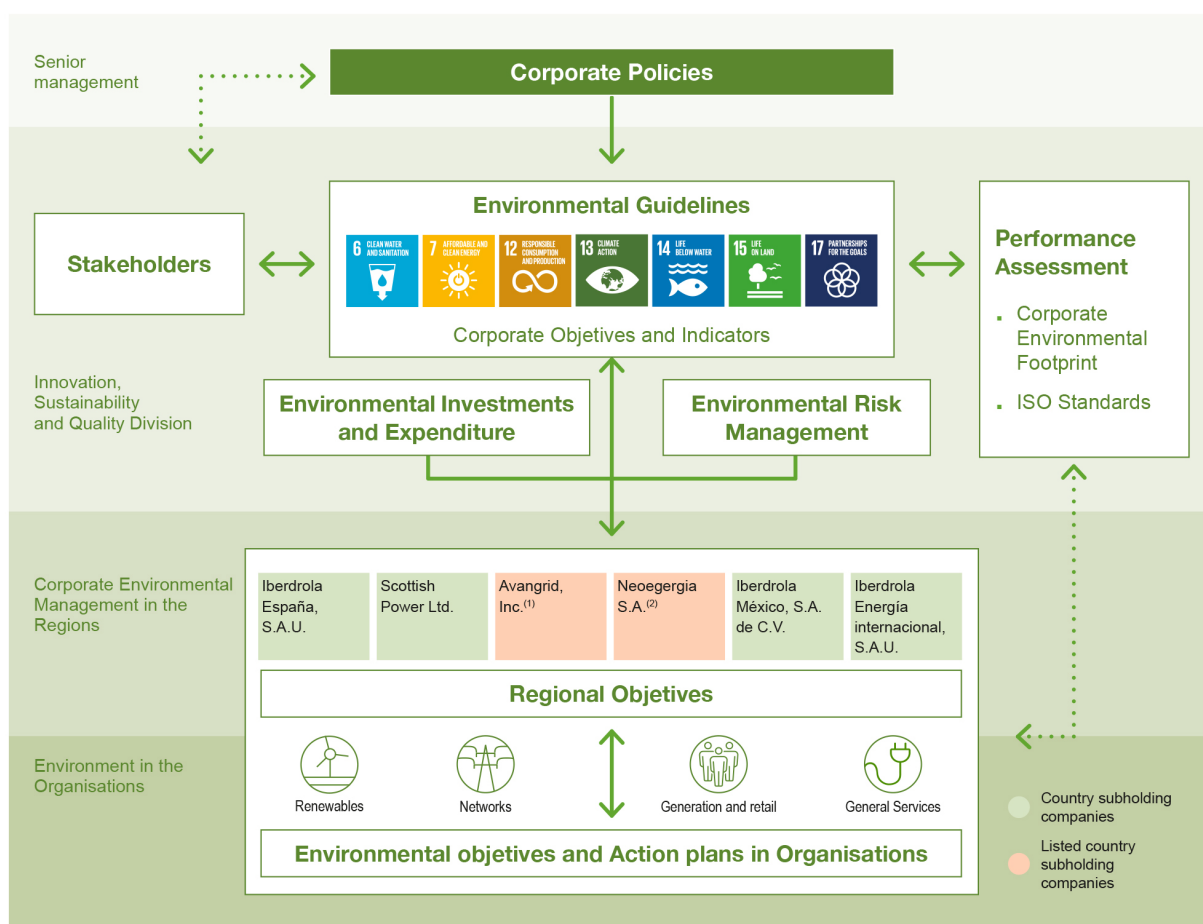 Senior
management
Corporate Policies
Stakeholders
Environmental Guidelines
6 CLEAN WATER
AND SANITATION
7 AFFORDABLE AND
CLEAN ENERGY
12 RESPONSIBLE
CONSUMPTION
AND PRODUCTION
13 CLIMATE
ACTION
14 LIFE
BELOW WATER
15 LIFE
ON LAND
17 PARTNERSHIPS
FOR THE GOALS
Corporate Objetives and Indicators
Performance
Assessment
▪ Corporate
Environmental
Footprint
▪ ISO Standards
Innovation,
Sustainability
and Quality Division
Environmental Investments
and Expenditure
Environmental Risk
Management
Corporate Environmental
Management in the
Regions
Iberdrola
España,
S.A.U.
Scottish
Power Ltd.
Avangrid,
Inc.(1)
Neoegergia
S.A.(2)
Iberdrola
México, S.A.
de C.V.
Iberdrola
Energía
internacional,
S.A.U.
Regional Objetives
Environment in the
Organisations
Renewables
Networks
Generation and retail
General Services
Environmental objetives and Action plans in Organisations
Country subholding
companies
Listed country
subholding
companies